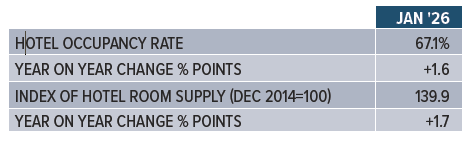 JAN '26
HOTEL OCCUPANCY RATE 67.1%
YEAR ON YEAR CHANGE % POINTS +1.6
INDEX OF HOTEL ROOM SUPPLY (DEC 2014=100) 139.9
YEAR ON YEAR CHANGE % POINTS +1.7